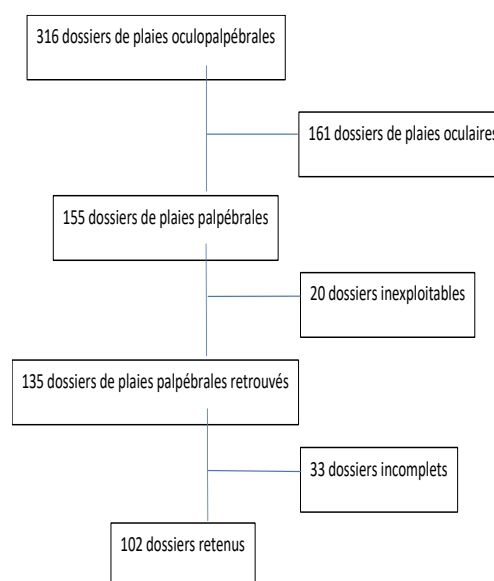 316 dossiers de plaies oculopalpébrales
161 dossiers de plaies oculaires
155 dossiers de plaies palpébrales
20 dossiers inexploitables
135 dossiers de plaies palpébrales retrouvés
33 dossiers incomplets
102 dossiers retenus